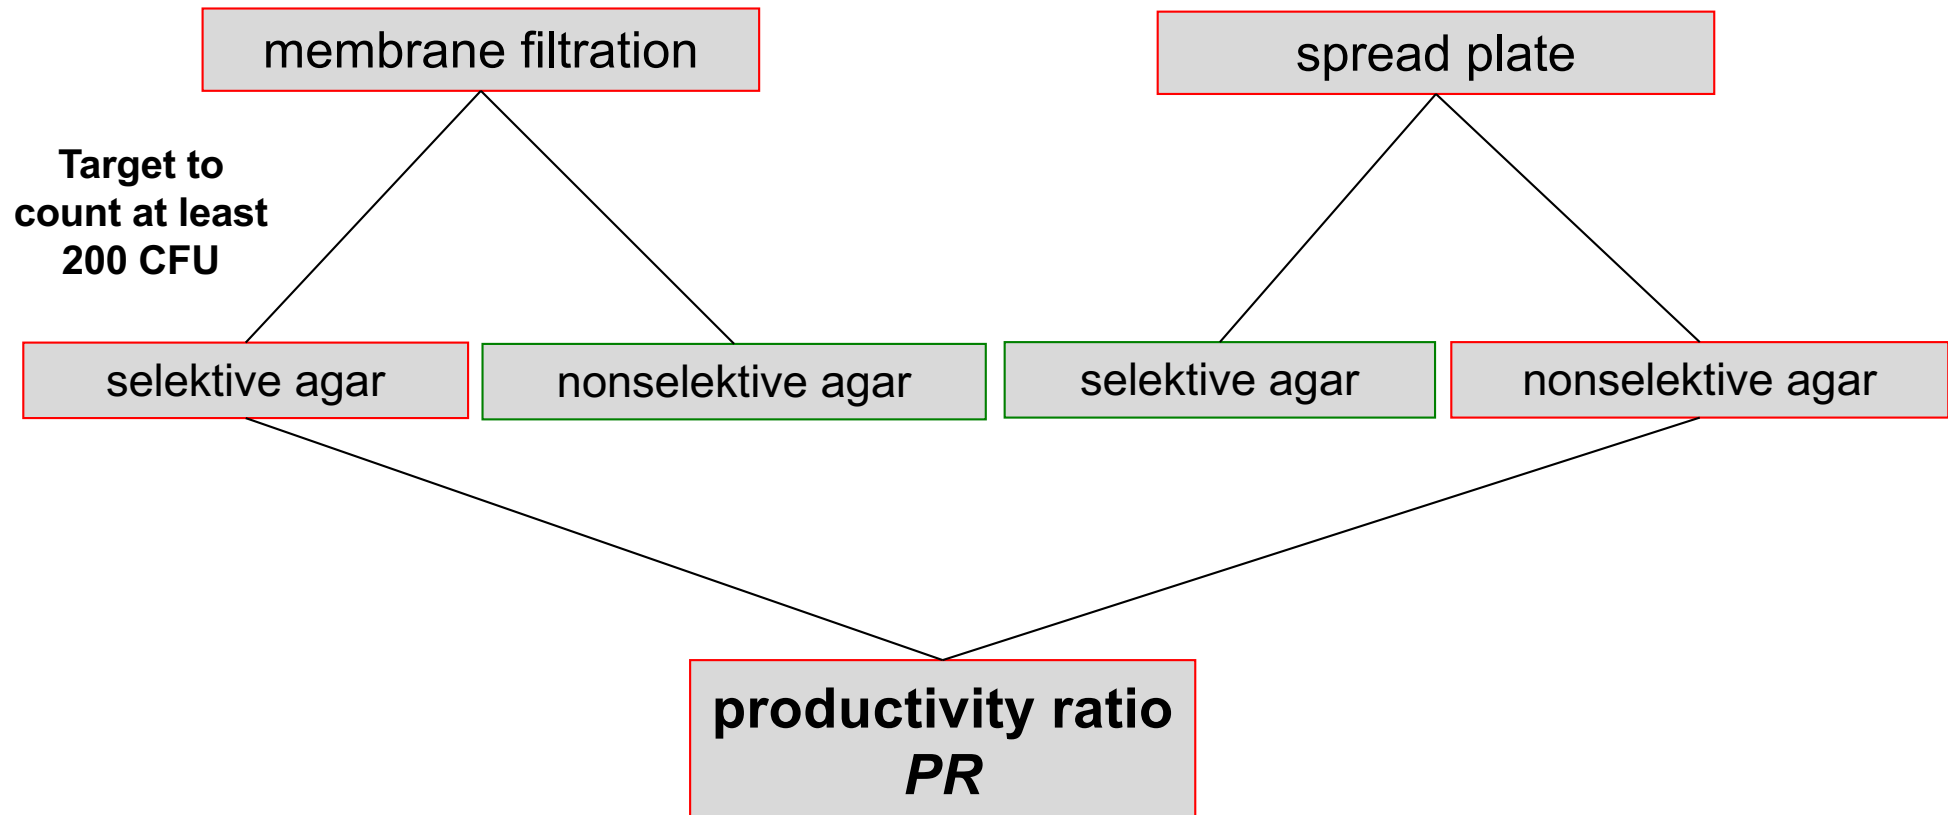 membrane filtration
spread plate
Target to
count at least
200 CFU
selektive agar
nonselektive agar
selektive agar
nonselektive agar
productivity ratio
PR